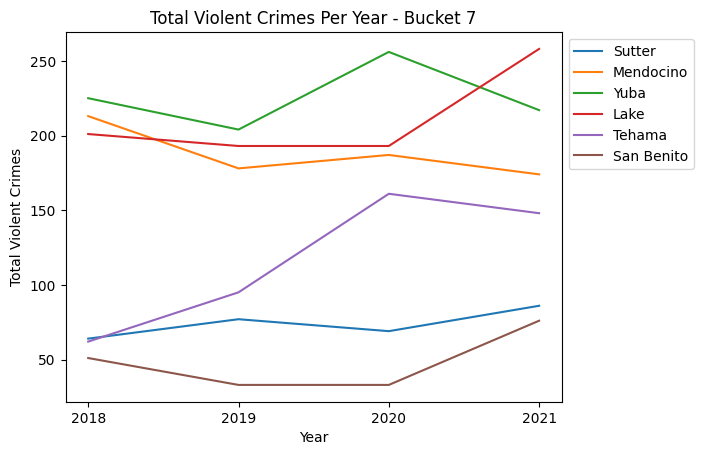 Total Violent Crimes Per Year - Bucket 7
Total Violent Crimes
250
200
150
100
50
2018
2019
2020
2021
Year
Sutter
Mendocino
Yuba
Lake
Tehama
San Benito